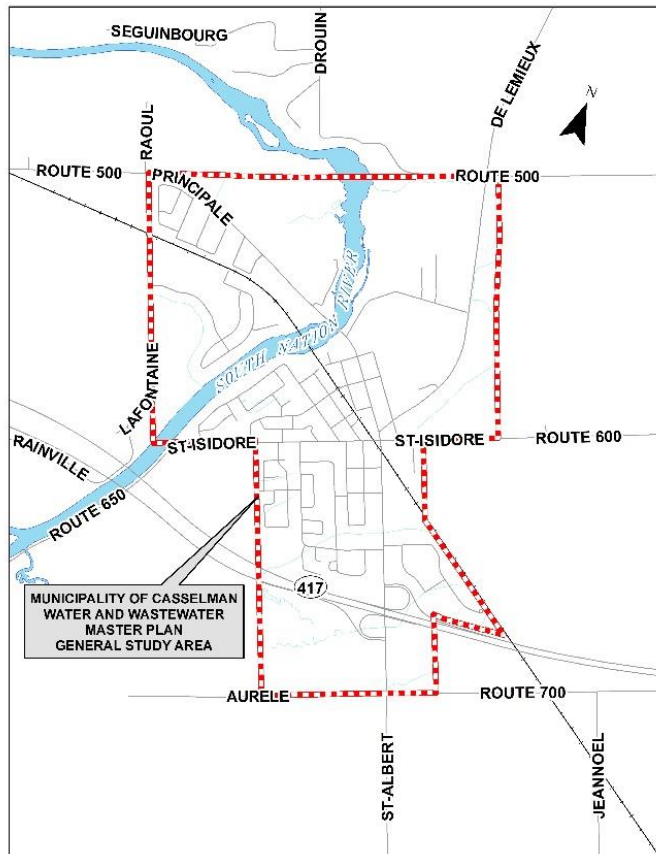 SEGUINBOURG
DROUIN
DE LEMIEUX
N
RAOUL
ROUTE 500
PRINCIPALE
ROUTE 500
SOUTH NATION RIVER
LAFONTAINE
RAINVILLE
ST-ISIDORE
ST-ISIDORE
ROUTE 600
ROUTE 650
417
MUNICIPALITY OF CASSELMAN
WATER AND WASTEWATER
MASTER PLAN
GENERAL STUDY AREA
AURELE
ROUTE 700
ST-ALBERT
JEANNOEL